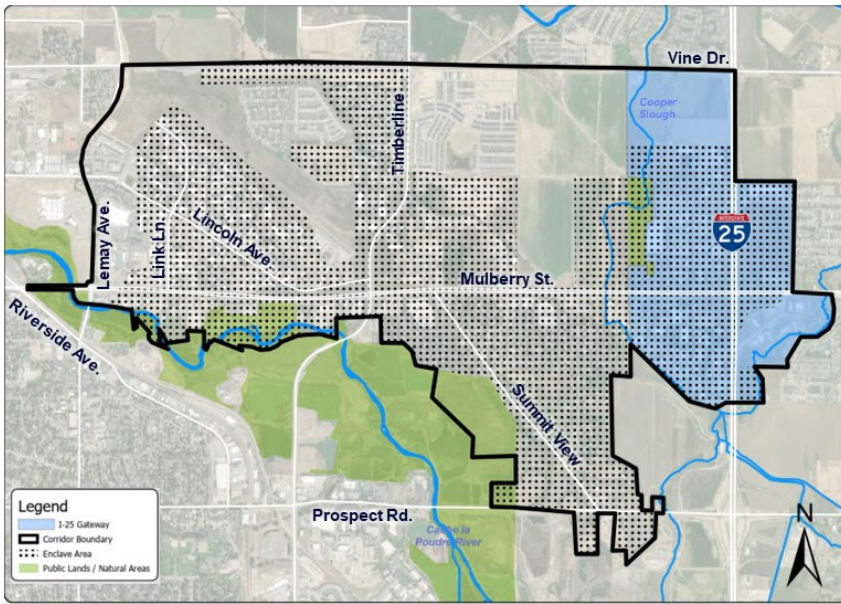 Vine Dr.
Cooper
Slough
Timberline
Lemay Ave.
Link Ln.
Lincoln Ave.
INTERSTATE
25
Mulberry St.
Riverside Ave.
Summit View
Prospect Rd.
Cache la
Poudre River
N
Legend
I-25 Gateway
Corridor Boundary
Enclave Area
Public Lands / Natural Areas